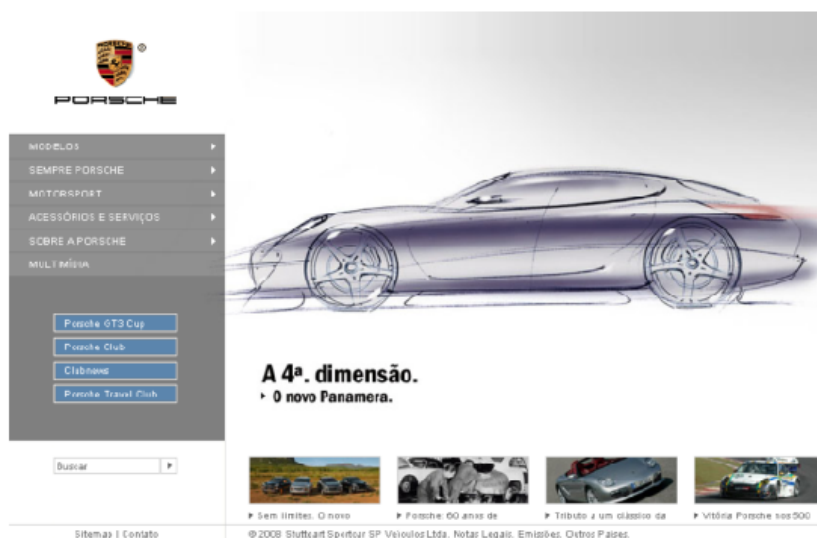 PORSCHE
MODELOS
SEMPRE PORSCHE
MOTORSPORT
ACESSÓRIOS E SERVIÇOS
SOBRE A PORSCHE
MULTIMÍDIA
Porsche GT3 Cup
Porsche Club
Clubnews
Porsche Travel Club
Buscar
A 4ª. dimensão.
O novo Panamera.
Sem limites. O novo
Porsche: 60 anos de
Tributo a um clássico da
Vitória Porsche nos 500
Sitemap | Contato
© 2008 Stuttgart Sportcar SP Veículos Ltda. Notas Legais. Emissões. Outros Países.